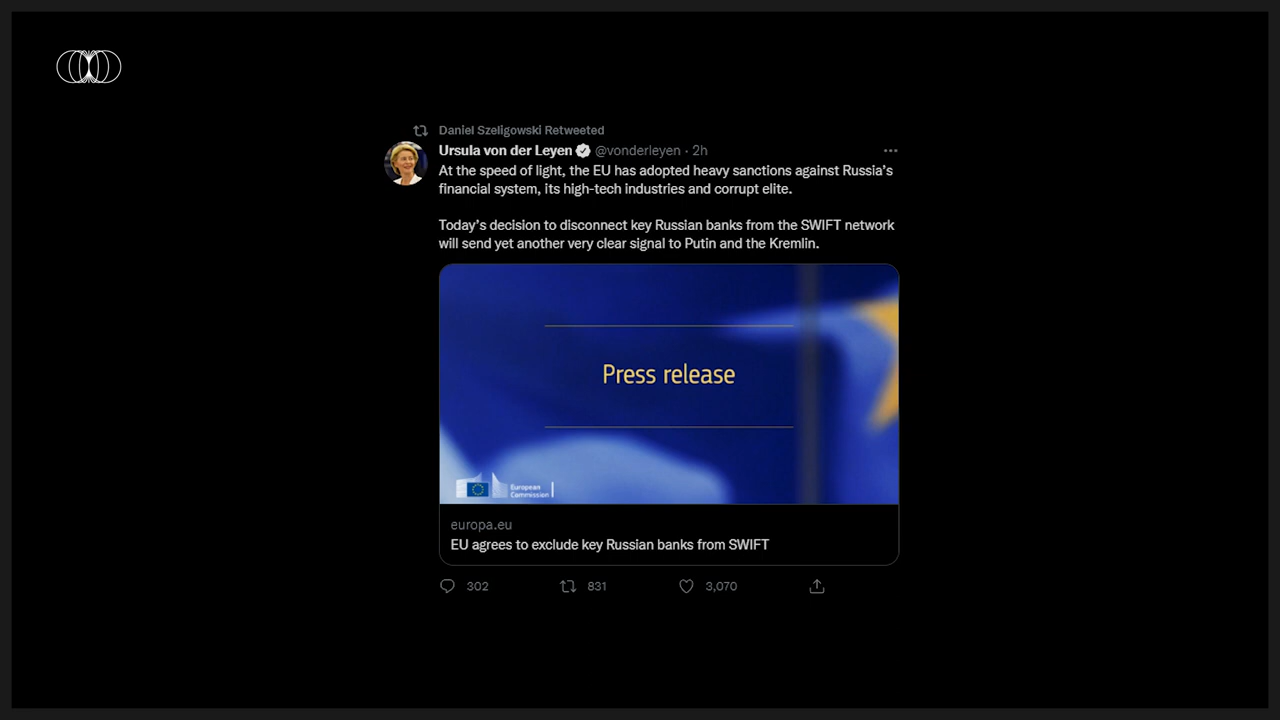 Daniel Szeligowski Retweeted
Ursula von der Leyen @vonderleyen · 2h
At the speed of light, the EU has adopted heavy sanctions against Russia’s
financial system, its high-tech industries and corrupt elite.
Today’s decision to disconnect key Russian banks from the SWIFT network
will send yet another very clear signal to Putin and the Kremlin.
Press release
European
Commission
europa.eu
EU agrees to exclude key Russian banks from SWIFT
302 831 3,070